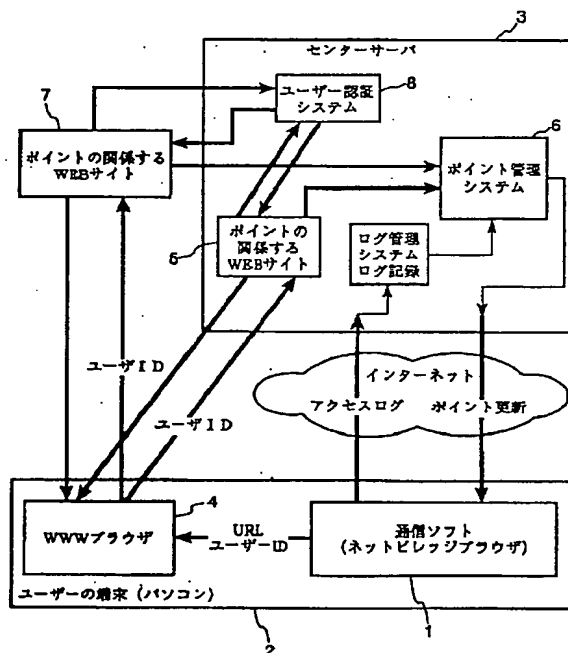 3
センターサーバ
ユーザー認証
システム
8
7
ポイントの関係する
WEBサイト
6
ポイント管理
システム
5
ポイントの
関係する
WEBサイト
ログ管理
システム
ログ記録
インターネット
アクセスログ
ポイント更新
ユーザID
ユーザID
4
WWWブラウザ
URL
ユーザーID
通信ソフト
(ネットビレッジブラウザ)
ユーザーの端末(パソコン)
1
2